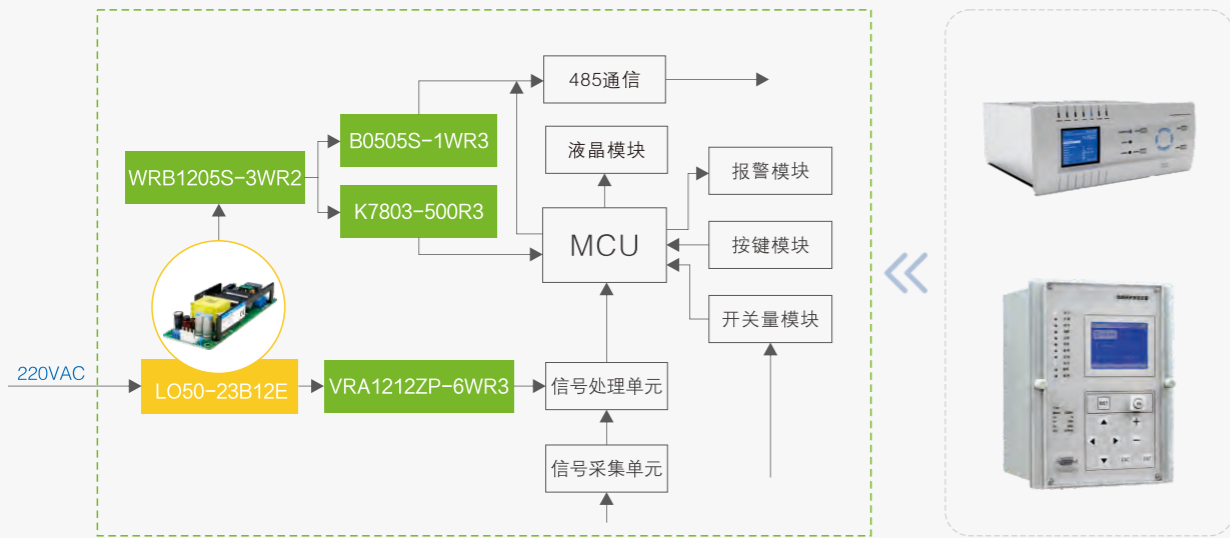 485通信
B0505S-1WR3
液晶模块
WRB1205S-3WR2
报警模块
K7803-500R3
MCU
按键模块
开关量模块
220VAC
LO50-23B12E
VRA1212ZP-6WR3
信号处理单元
信号采集单元